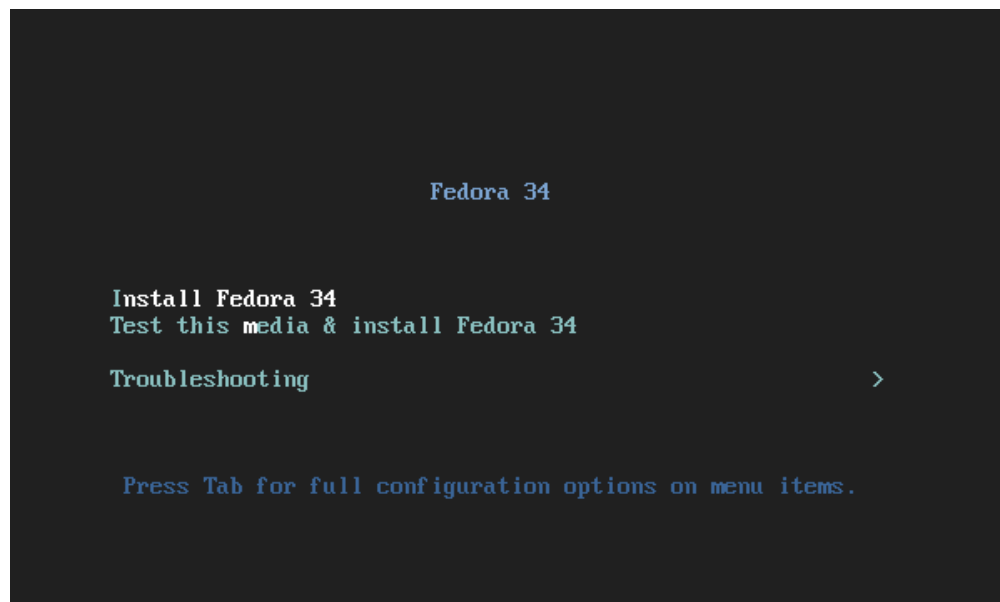 Fedora 34
Install Fedora 34
Test this media & install Fedora 34
Troubleshooting >
Press Tab for full configuration options on menu items.